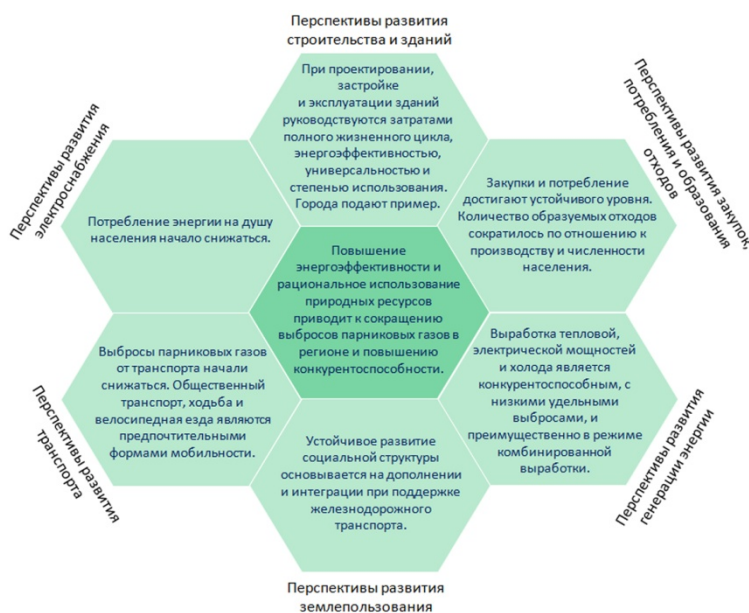 Перспективы развития
строительства и зданий
При проектировании,
застройке
и эксплуатации зданий
руководствуются затратами
полного жизненного цикла,
энергоэффективностью,
универсальностью и
степенью использования.
Города подают пример.
Перспективы развития закупок,
потребления и образования
отходов
Закупки и потребление
достигают устойчивого уровня.
Количество образуемых отходов
сократилось по отношению к
производству и численности
населения.
Перспективы развития
генерации энергии
Выработка тепловой,
электрической мощностей
и холода является
конкурентоспособным, с
низкими удельными
выбросами, и
преимущественно в режиме
комбинированной
выработки.
Перспективы развития
землепользования
Устойчивое развитие
социальной структуры
основывается на дополнении
и интеграции при поддержке
железнодорожного
транспорта.
Перспективы развития
транспорта
Выбросы парниковых газов
от транспорта начали
снижаться. Общественный
транспорт, ходьба и
велосипедная езда являются
предпочтительными
формами мобильности.
Перспективы развития
электроснабжения
Потребление энергии на душу
населения начало снижаться.
Повышение
энергоэффективности и
рациональное использование
природных ресурсов
приводит к сокращению
выбросов парниковых газов в
регионе и повышению
конкурентоспособности.